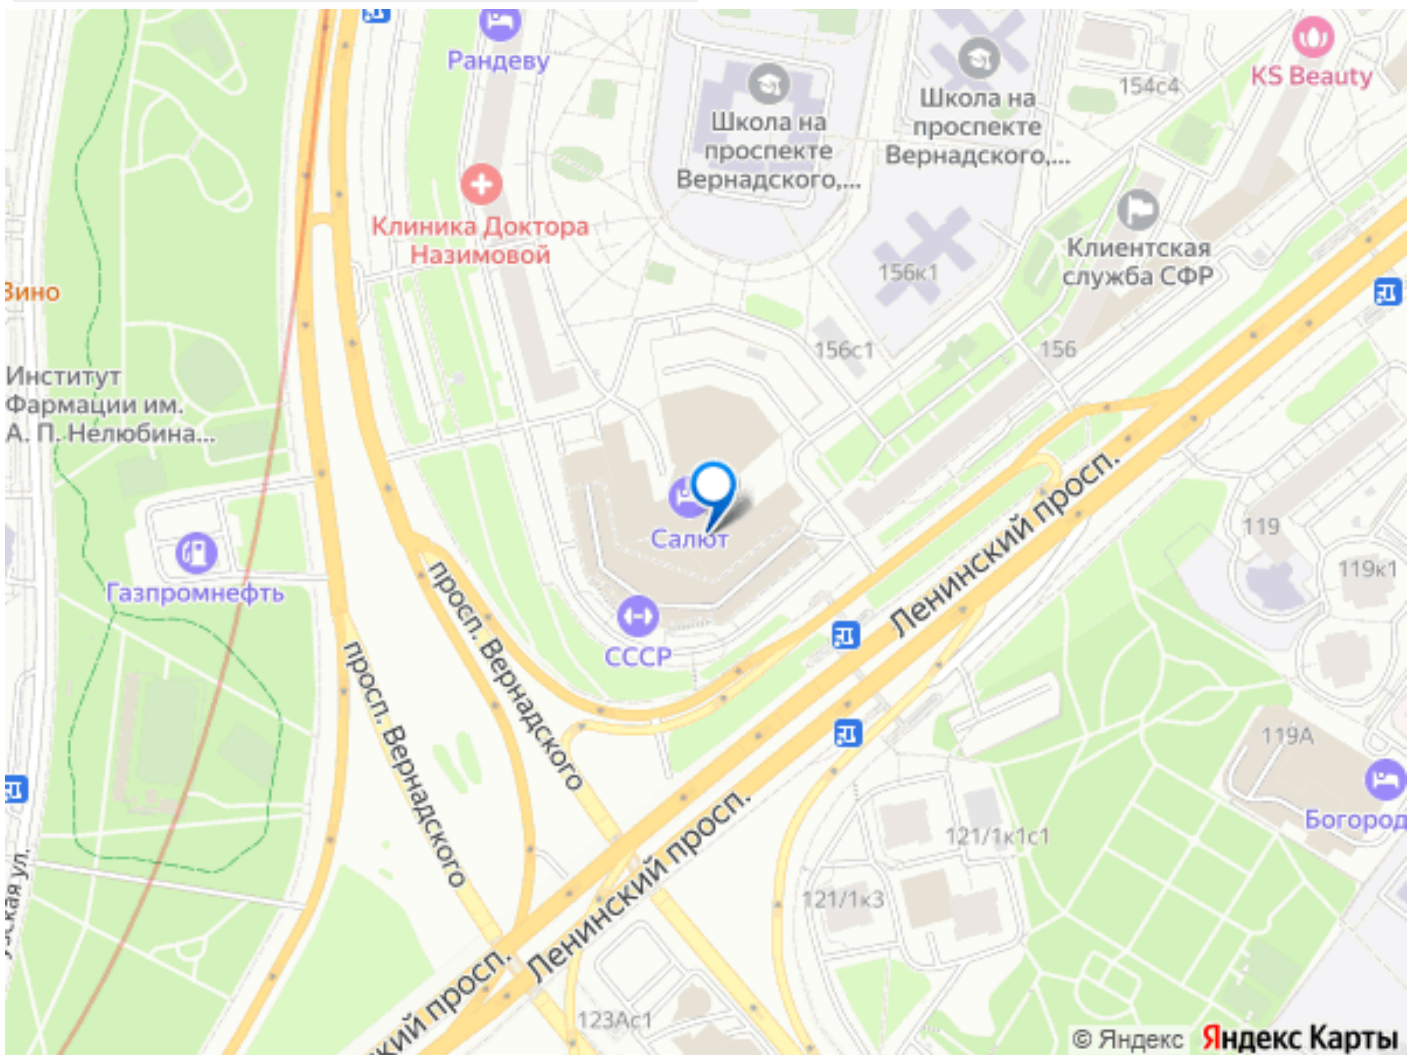 Рандеву
KS Beauty
154с4
Школа на
проспекте
Вернадского,...
Школа на
проспекте
Вернадского,...
Клиника Доктора
Назимовой
Клиентская
служба СФР
156к1
Вино
156с1
156
Институт
Фармации им.
А. П. Нелюбина...
Салют
Ленинский просп.
119
119к1
Газпромнефть
просп. Вернадского
СССР
просп. Вернадского
119А
Богород
Ленинский просп.
121/1к1с1
121/1к3
ский просп.
123Ас1
© Яндекс Яндекс Карты